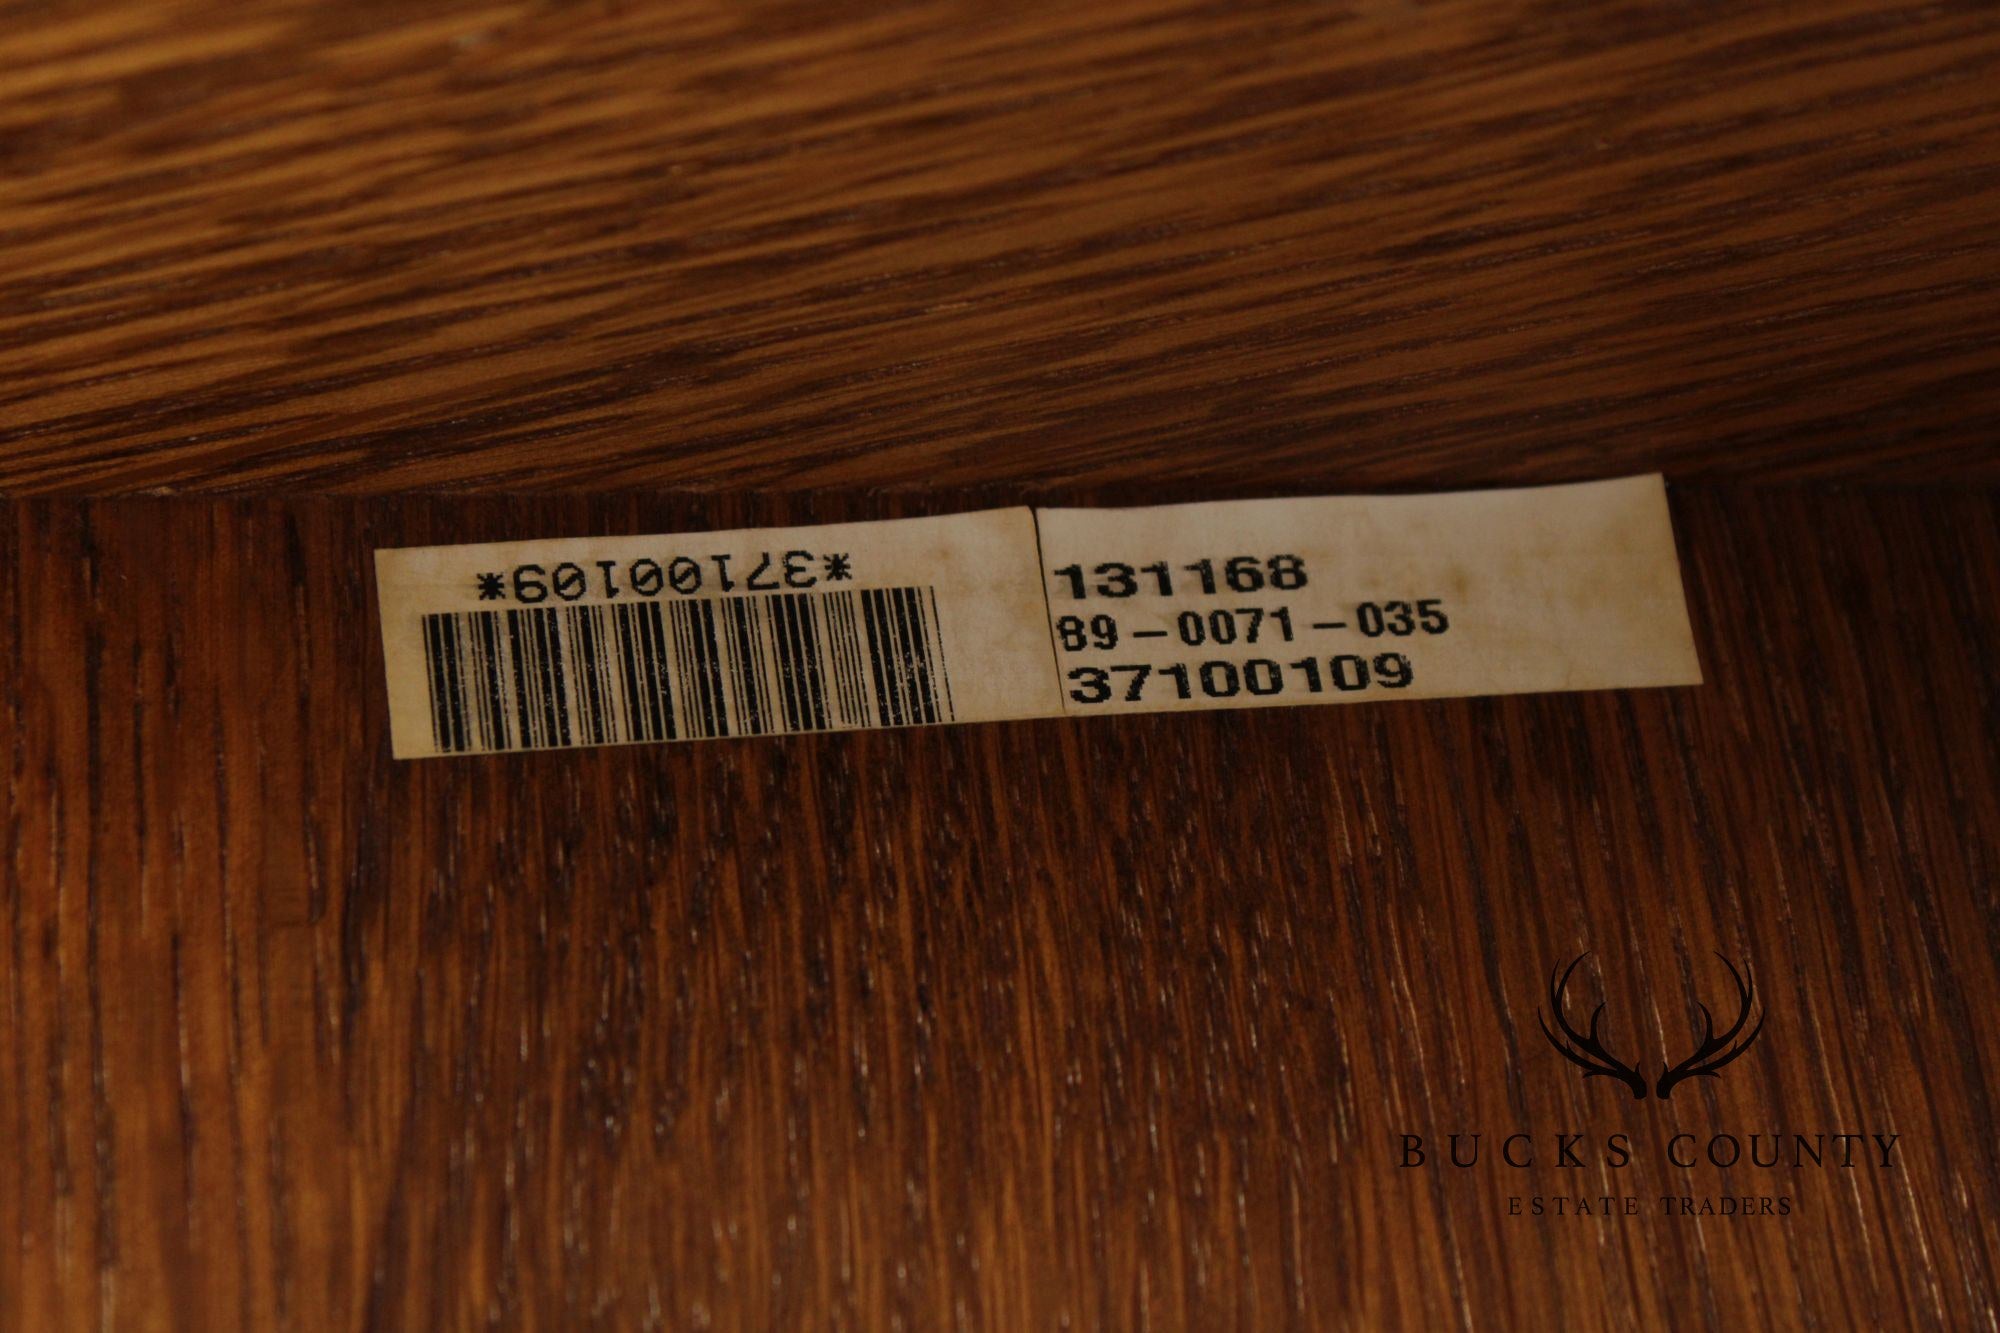 *37100109*
131168
89-0071-035
37100109
BUCKS COUNTY
ESTATE TRADERS